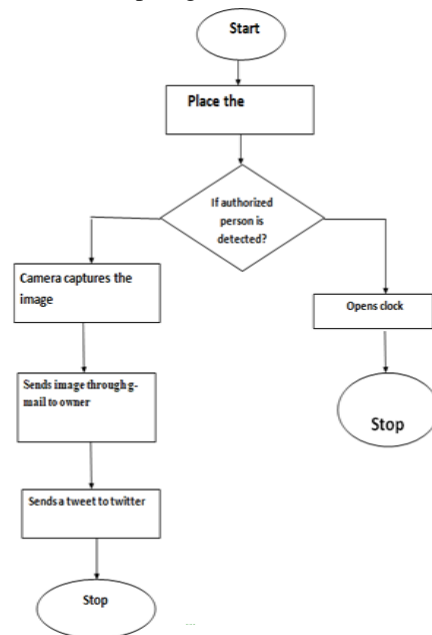 Start
Place the
If authorized
person is
detected?
Camera captures the
image
Sends image through g-
mail to owner
Sends a tweet to twitter
Stop
Opens clock
Stop